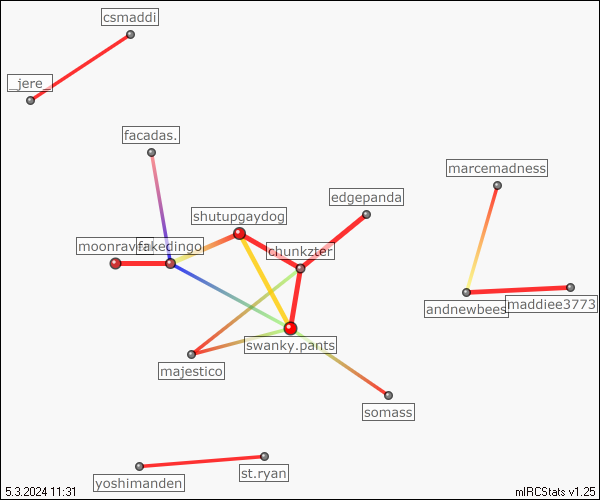 csmaddi
_jere_
facadas.
marcemadness
edgepanda
shutupgaydog
fakedingo
chunkzter
andnewbees
maddiee3773
swanky.pants
majestico
somass
st.ryan
yoshimanden
5.3.2024 11:31
mIRCStats v1.25